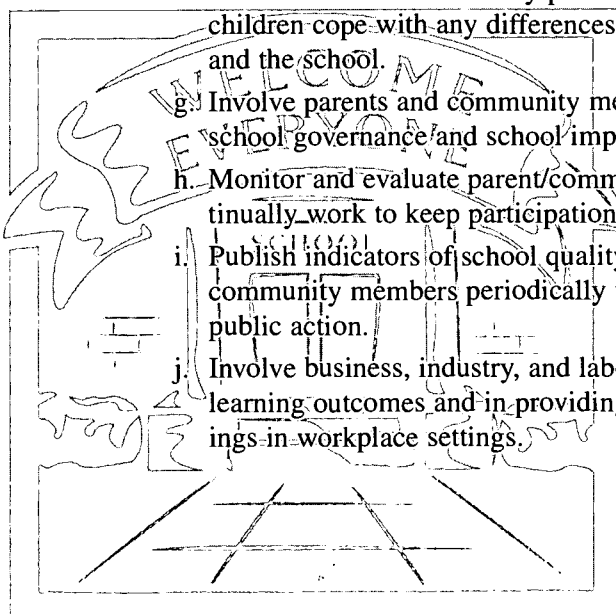 children cope with any differences
and the school.
WELCOME
g. Involve parents and community me
EVERYONE
school governance and school imp
h. Monitor and evaluate parent/comm
tinually work to keep participation
SCHOOL
i. Publish indicators of school quality
community members periodically
public action.
j. Involve business, industry, and lab
learning outcomes and in providin
ings in workplace settings.